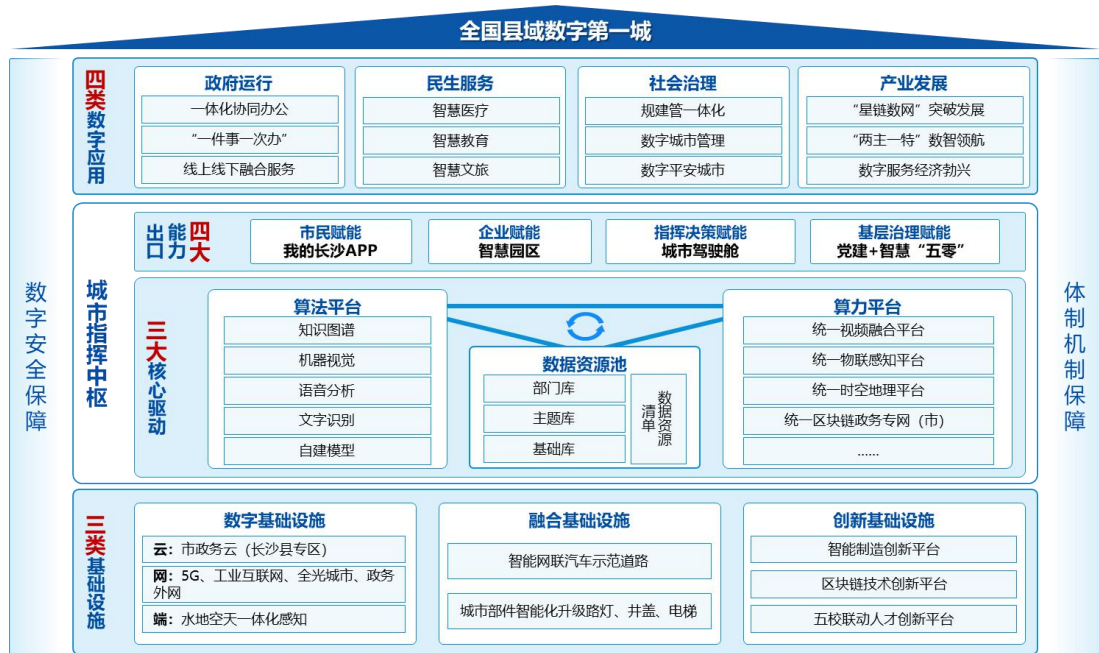 全国县域数字第一城
数字安全保障
四类数字应用
政府运行
一体化协同办公
“一件事一次办”
线上线下融合服务
民生服务
智慧医疗
智慧教育
智慧文旅
社会治理
规建管一体化
数字城市管理
数字平安城市
产业发展
“星链数网”突破发展
“两主一特”数智领航
数字服务经济勃兴
城市指挥中枢
四大
能力
出口
市民赋能
我的长沙APP
企业赋能
智慧园区
指挥决策赋能
城市驾驶舱
基层治理赋能
党建+智慧“五零”
三大核心驱动
算法平台
知识图谱
机器视觉
语音分析
文字识别
自建模型
数据资源池
部门库
主题库
基础库
数据资源
清单
算力平台
统一视频融合平台
统一物联感知平台
统一时空地理平台
统一区块链政务专网（市）
......
三类基础设施
数字基础设施
云：市政务云（长沙县专区）
网：5G、工业互联网、全光城市、政务
外网
端：水地空天一体化感知
融合基础设施
智能网联汽车示范道路
城市部件智能化升级路灯、井盖、电梯
创新基础设施
智能制造创新平台
区块链技术创新平台
五校联动人才创新平台
体制机制保障